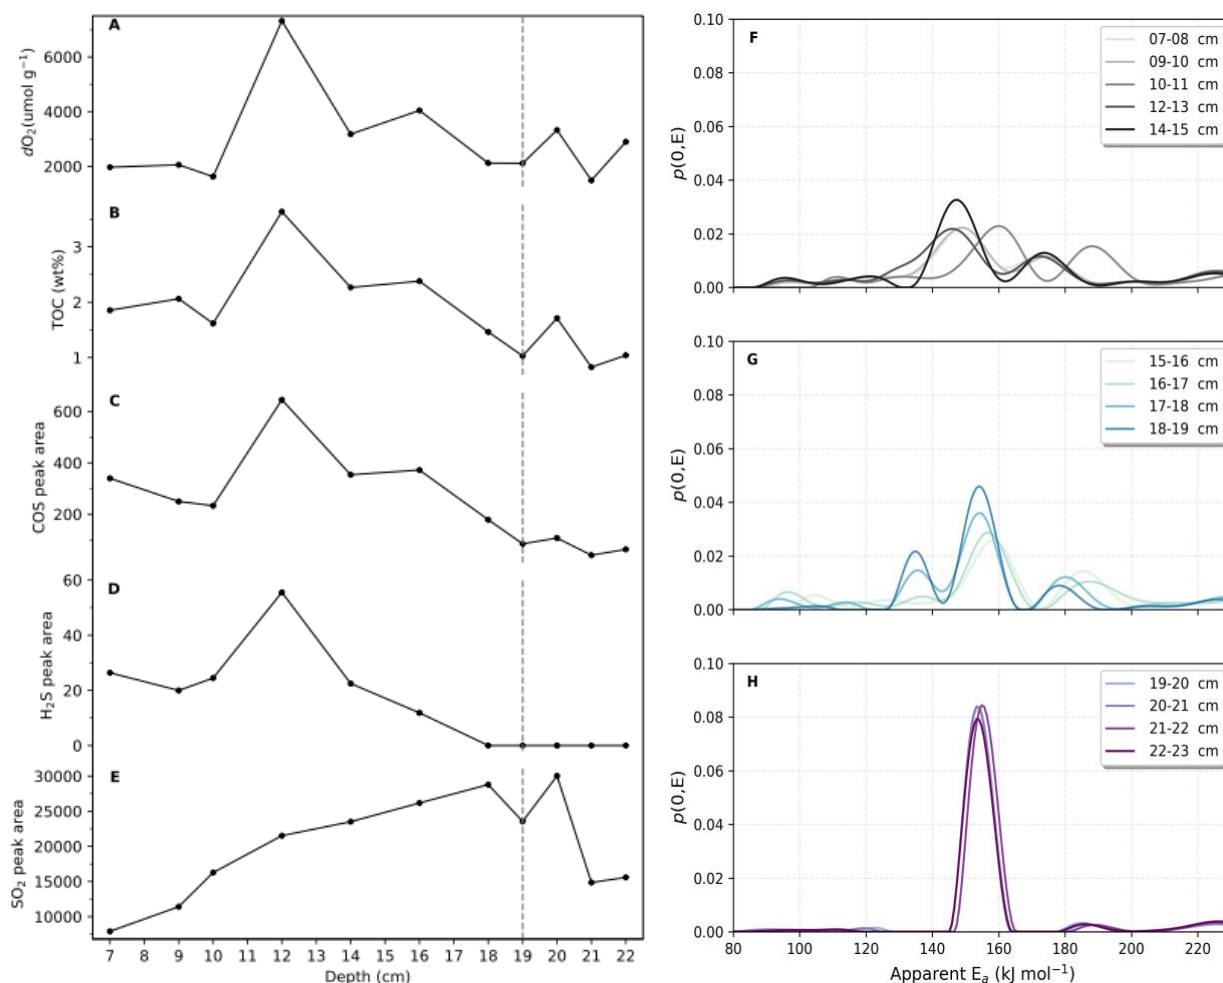 A
dO₂(umol g⁻¹)
6000
4000
2000
B
TOC (wt%)
3
2
1
C
COS peak area
600
400
200
D
H₂S peak area
60
40
20
0
E
SO₂ peak area
30000
25000
20000
15000
10000
7 8 9 10 11 12 13 14 15 16 17 18 19 20 21 22
Depth (cm)
F
p(0,E)
0.10
0.08
0.06
0.04
0.02
0.00
07-08 cm
09-10 cm
10-11 cm
12-13 cm
14-15 cm
G
p(0,E)
0.10
0.08
0.06
0.04
0.02
0.00
15-16 cm
16-17 cm
17-18 cm
18-19 cm
H
p(0,E)
0.10
0.08
0.06
0.04
0.02
0.00
19-20 cm
20-21 cm
21-22 cm
22-23 cm
80 100 120 140 160 180 200 220
Apparent Eₐ (kJ mol⁻¹)